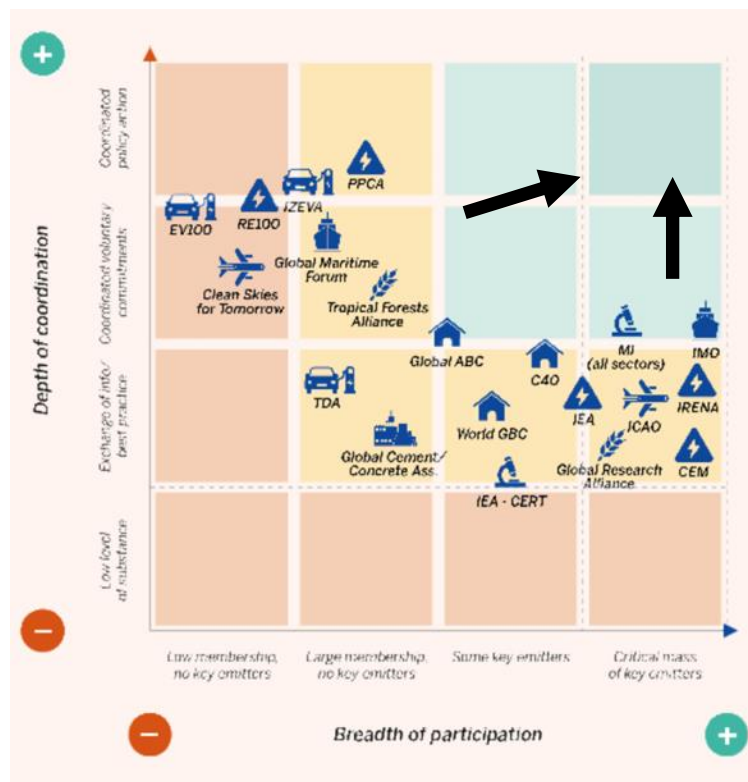 +
Depth of coordination
−
Coordinated
policy action
Coordinated voluntary
commitments
Exchange of info/
best practice
Low level
of substance
PPCA
IZEVA
RE100
EV100
Global Maritime
Forum
Clean Skies
for Tomorrow
Tropical Forests
Alliance
Global ABC
MI
(all sectors)
IMO
C40
TDA
IEA
ICAO
IRENA
World GBC
Global Cement/
Concrete Ass.
Global Research
Alliance
CEM
IEA - CERT
Low membership,
no key emitters
Large membership,
no key emitters
Some key emitters
Critical mass
of key emitters
−
Breadth of participation
+